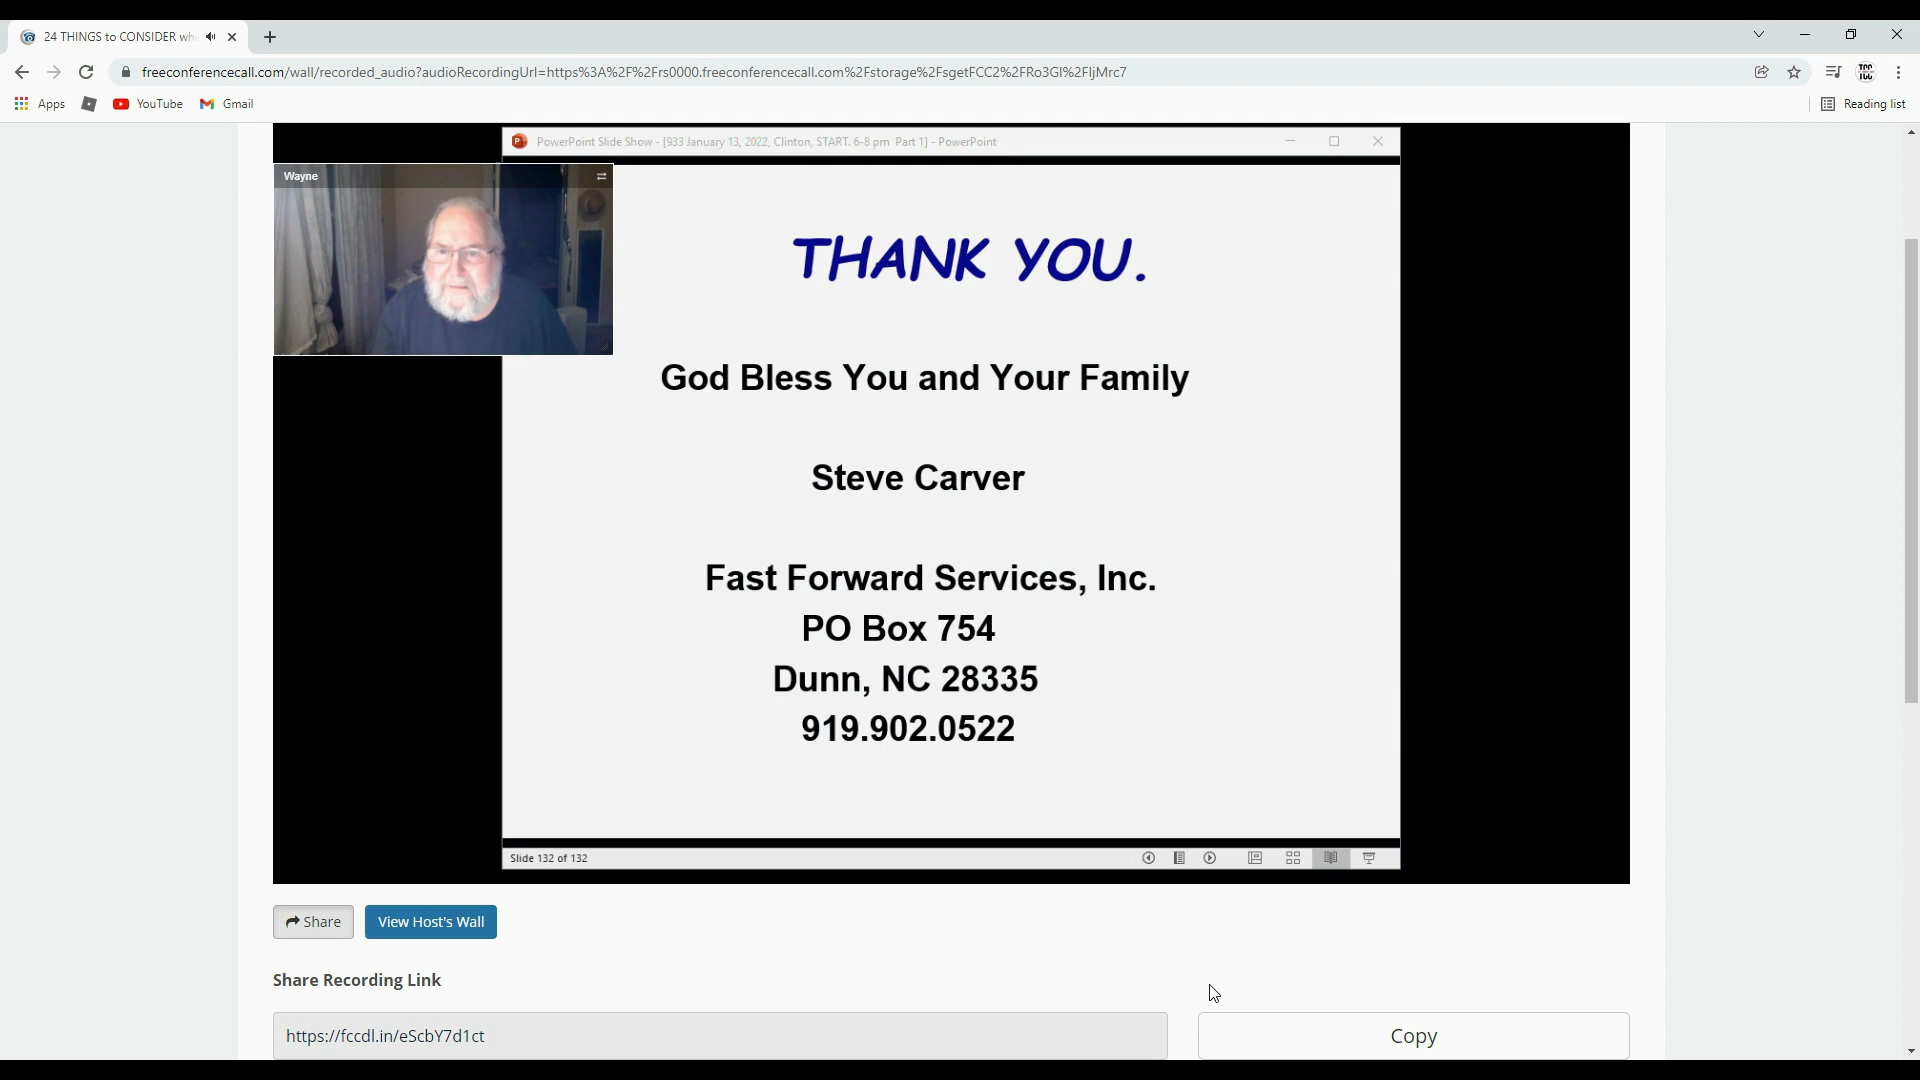 24 THINGS to CONSIDER wh
freeconferencecall.com/wall/recorded_audio?audioRecordingUrl=https%3A%2F%2Frs0000.freeconferencecall.com%2Fstorage%2FsgetFCC2%2FRo3Gl%2FljMrc7
Apps YouTube Gmail Reading list
PowerPoint Slide Show - [933 January 13, 2022, Clinton, START. 6-8 pm Part 1] - PowerPoint
Wayne
THANK YOU.
God Bless You and Your Family
Steve Carver
Fast Forward Services, Inc.
PO Box 754
Dunn, NC 28335
919.902.0522
Slide 132 of 132
Share View Host's Wall
Share Recording Link
https://fccdl.in/eScbY7d1ct
Copy